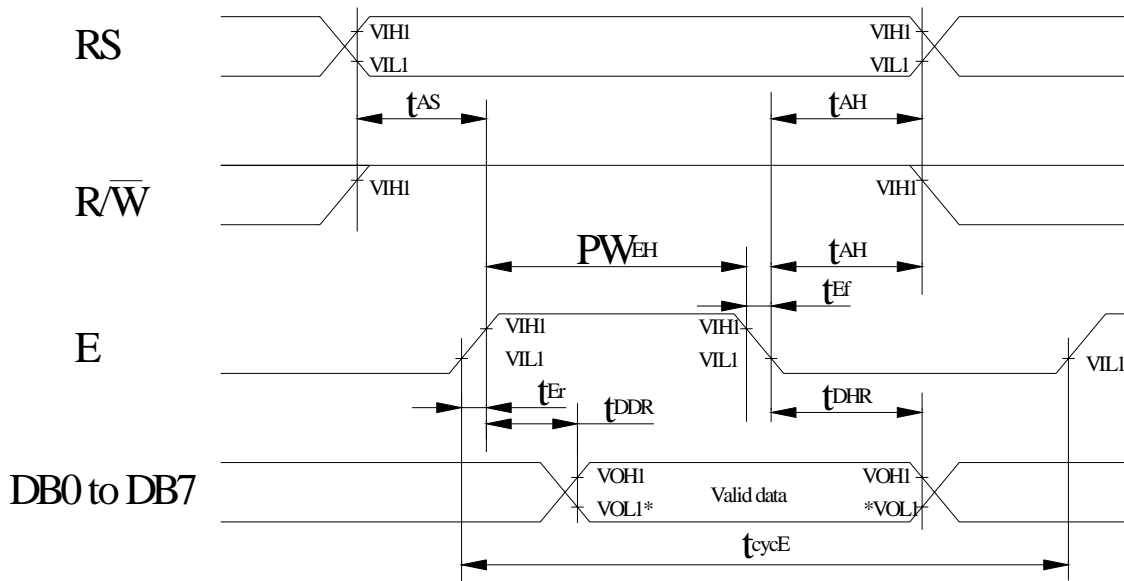 RS
VIH1 VIH1
VIL1 VIL1
tAS tAH
R/W̅
VIH1 VIH1
PWEH tAH
tEf
E
VIH1 VIH1
VIL1 VIL1 VIL1
tEr tDDR tDHR
DB0 to DB7
VOH1 Valid data VOH1
VOL1* *VOL1
tcycE